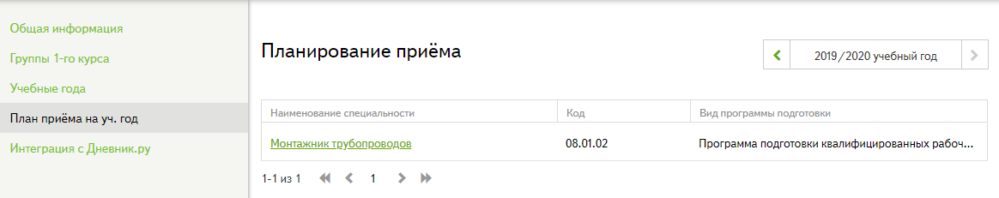 Общая информация
Группы 1-го курса
Учебные года
План приёма на уч. год
Интеграция с Дневник.ру
Планирование приёма
2019/2020 учебный год
Наименование специальности Код Вид программы подготовки
Монтажник трубопроводов 08.01.02 Программа подготовки квалифицированных рабоч...
1-1 из 1 1